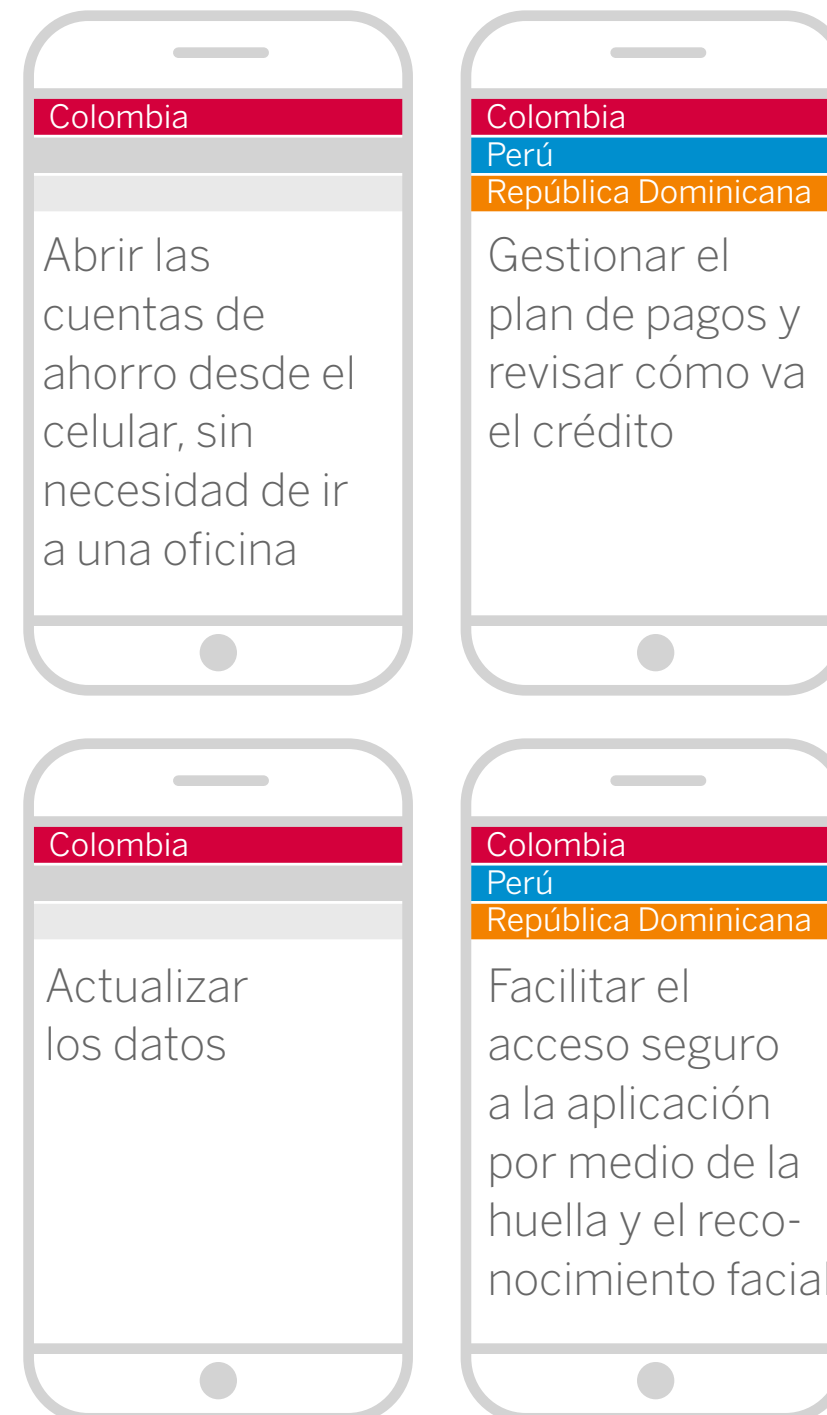 Colombia
Abrir las
cuentas de
ahorro desde el
celular, sin
necesidad de ir
a una oficina
Colombia
Perú
República Dominicana
Gestionar el
plan de pagos y
revisar cómo va
el crédito
Colombia
Actualizar
los datos
Colombia
Perú
República Dominicana
Facilitar el
acceso seguro
a la aplicación
por medio de la
huella y el reco-
nocimiento facial